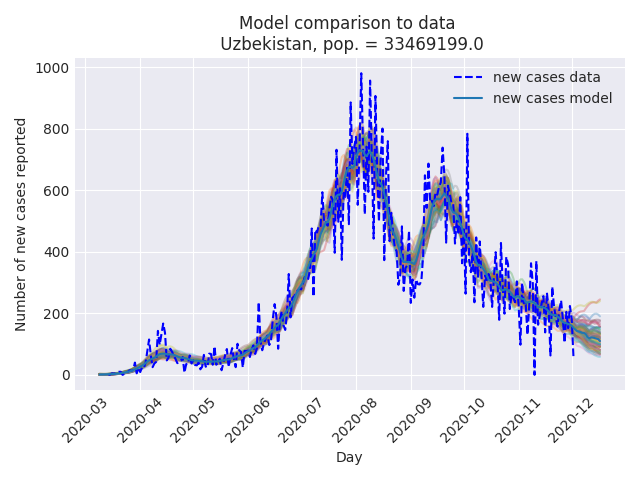 Model comparison to data
Uzbekistan, pop. = 33469199.0
new cases data
new cases model
Number of new cases reported
1000
800
600
400
200
0
2020-03
2020-04
2020-05
2020-06
2020-07
2020-08
2020-09
2020-10
2020-11
2020-12
Day